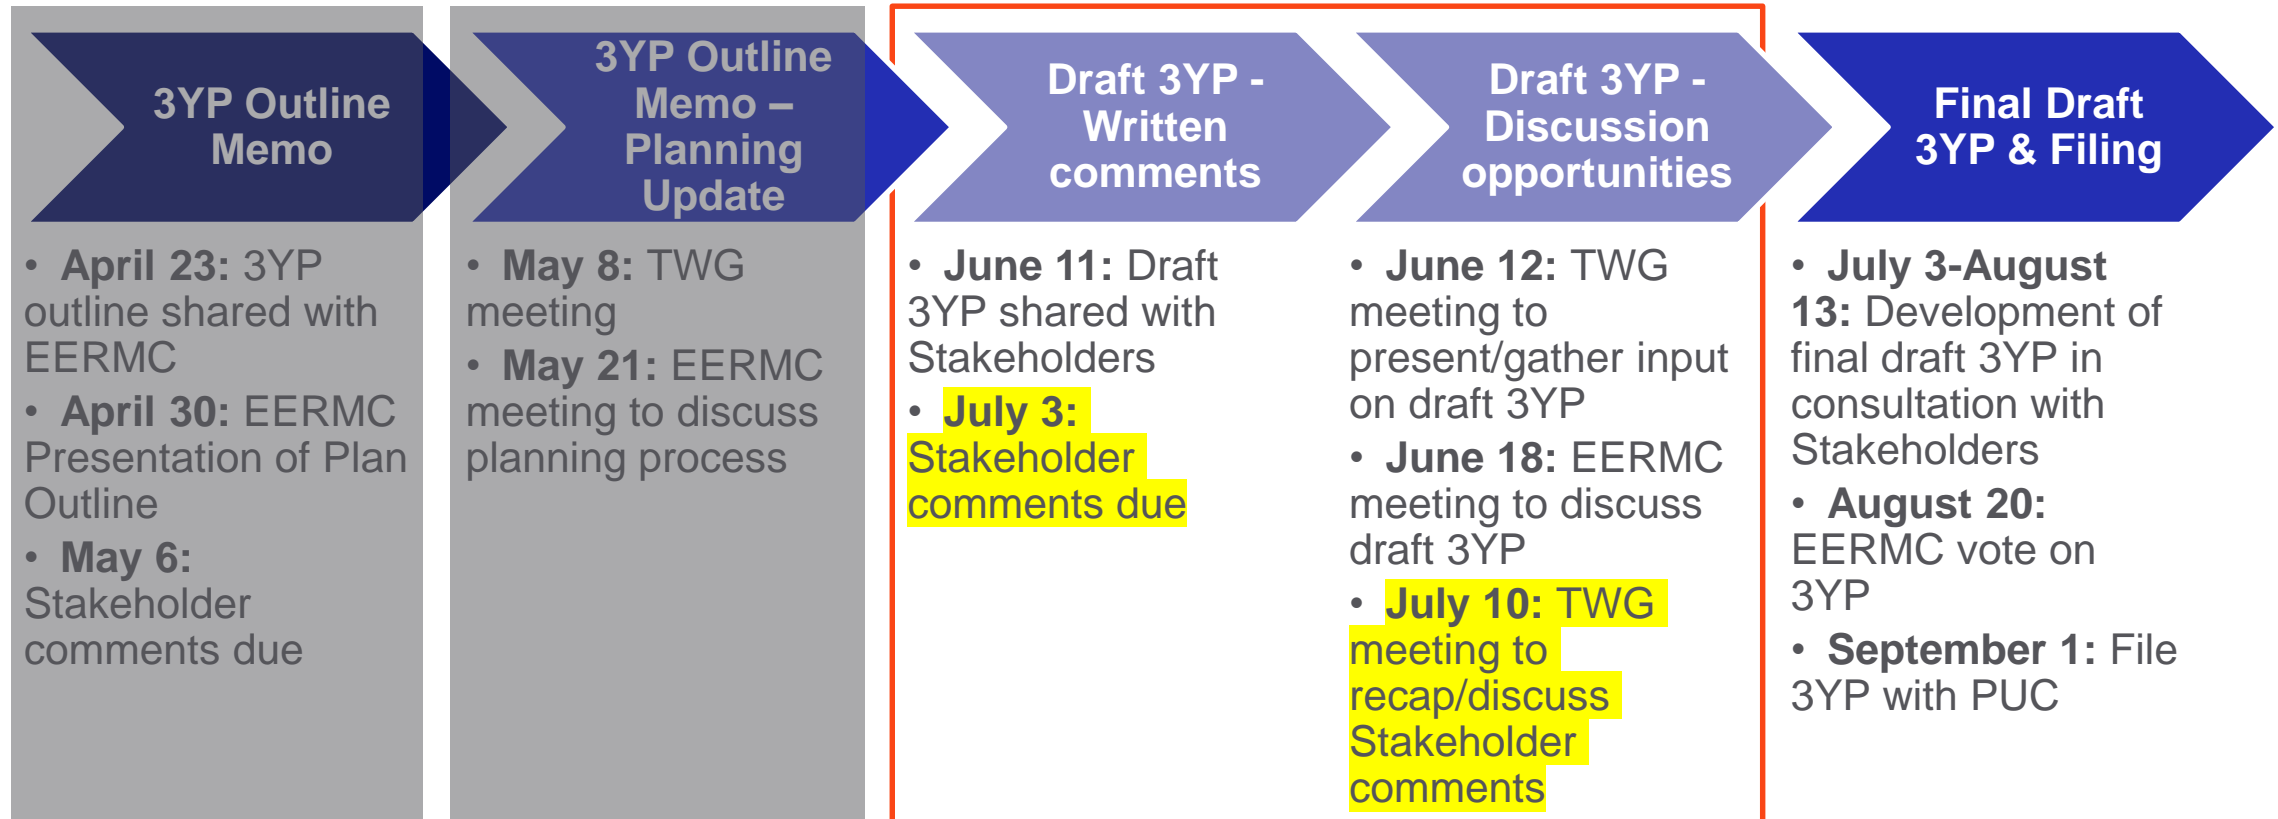 3YP Outline
Memo
• April 23: 3YP
outline shared with
EERMC
• April 30: EERMC
Presentation of Plan
Outline
• May 6:
Stakeholder
comments due
3YP Outline
Memo –
Planning
Update
• May 8: TWG
meeting
• May 21: EERMC
meeting to discuss
planning process
Draft 3YP -
Written
comments
• June 11: Draft
3YP shared with
Stakeholders
• July 3:
Stakeholder
comments due
Draft 3YP -
Discussion
opportunities
• June 12: TWG
meeting to
present/gather input
on draft 3YP
• June 18: EERMC
meeting to discuss
draft 3YP
• July 10: TWG
meeting to
recap/discuss
Stakeholder
comments
Final Draft
3YP & Filing
• July 3-August
13: Development of
final draft 3YP in
consultation with
Stakeholders
• August 20:
EERMC vote on
3YP
• September 1: File
3YP with PUC